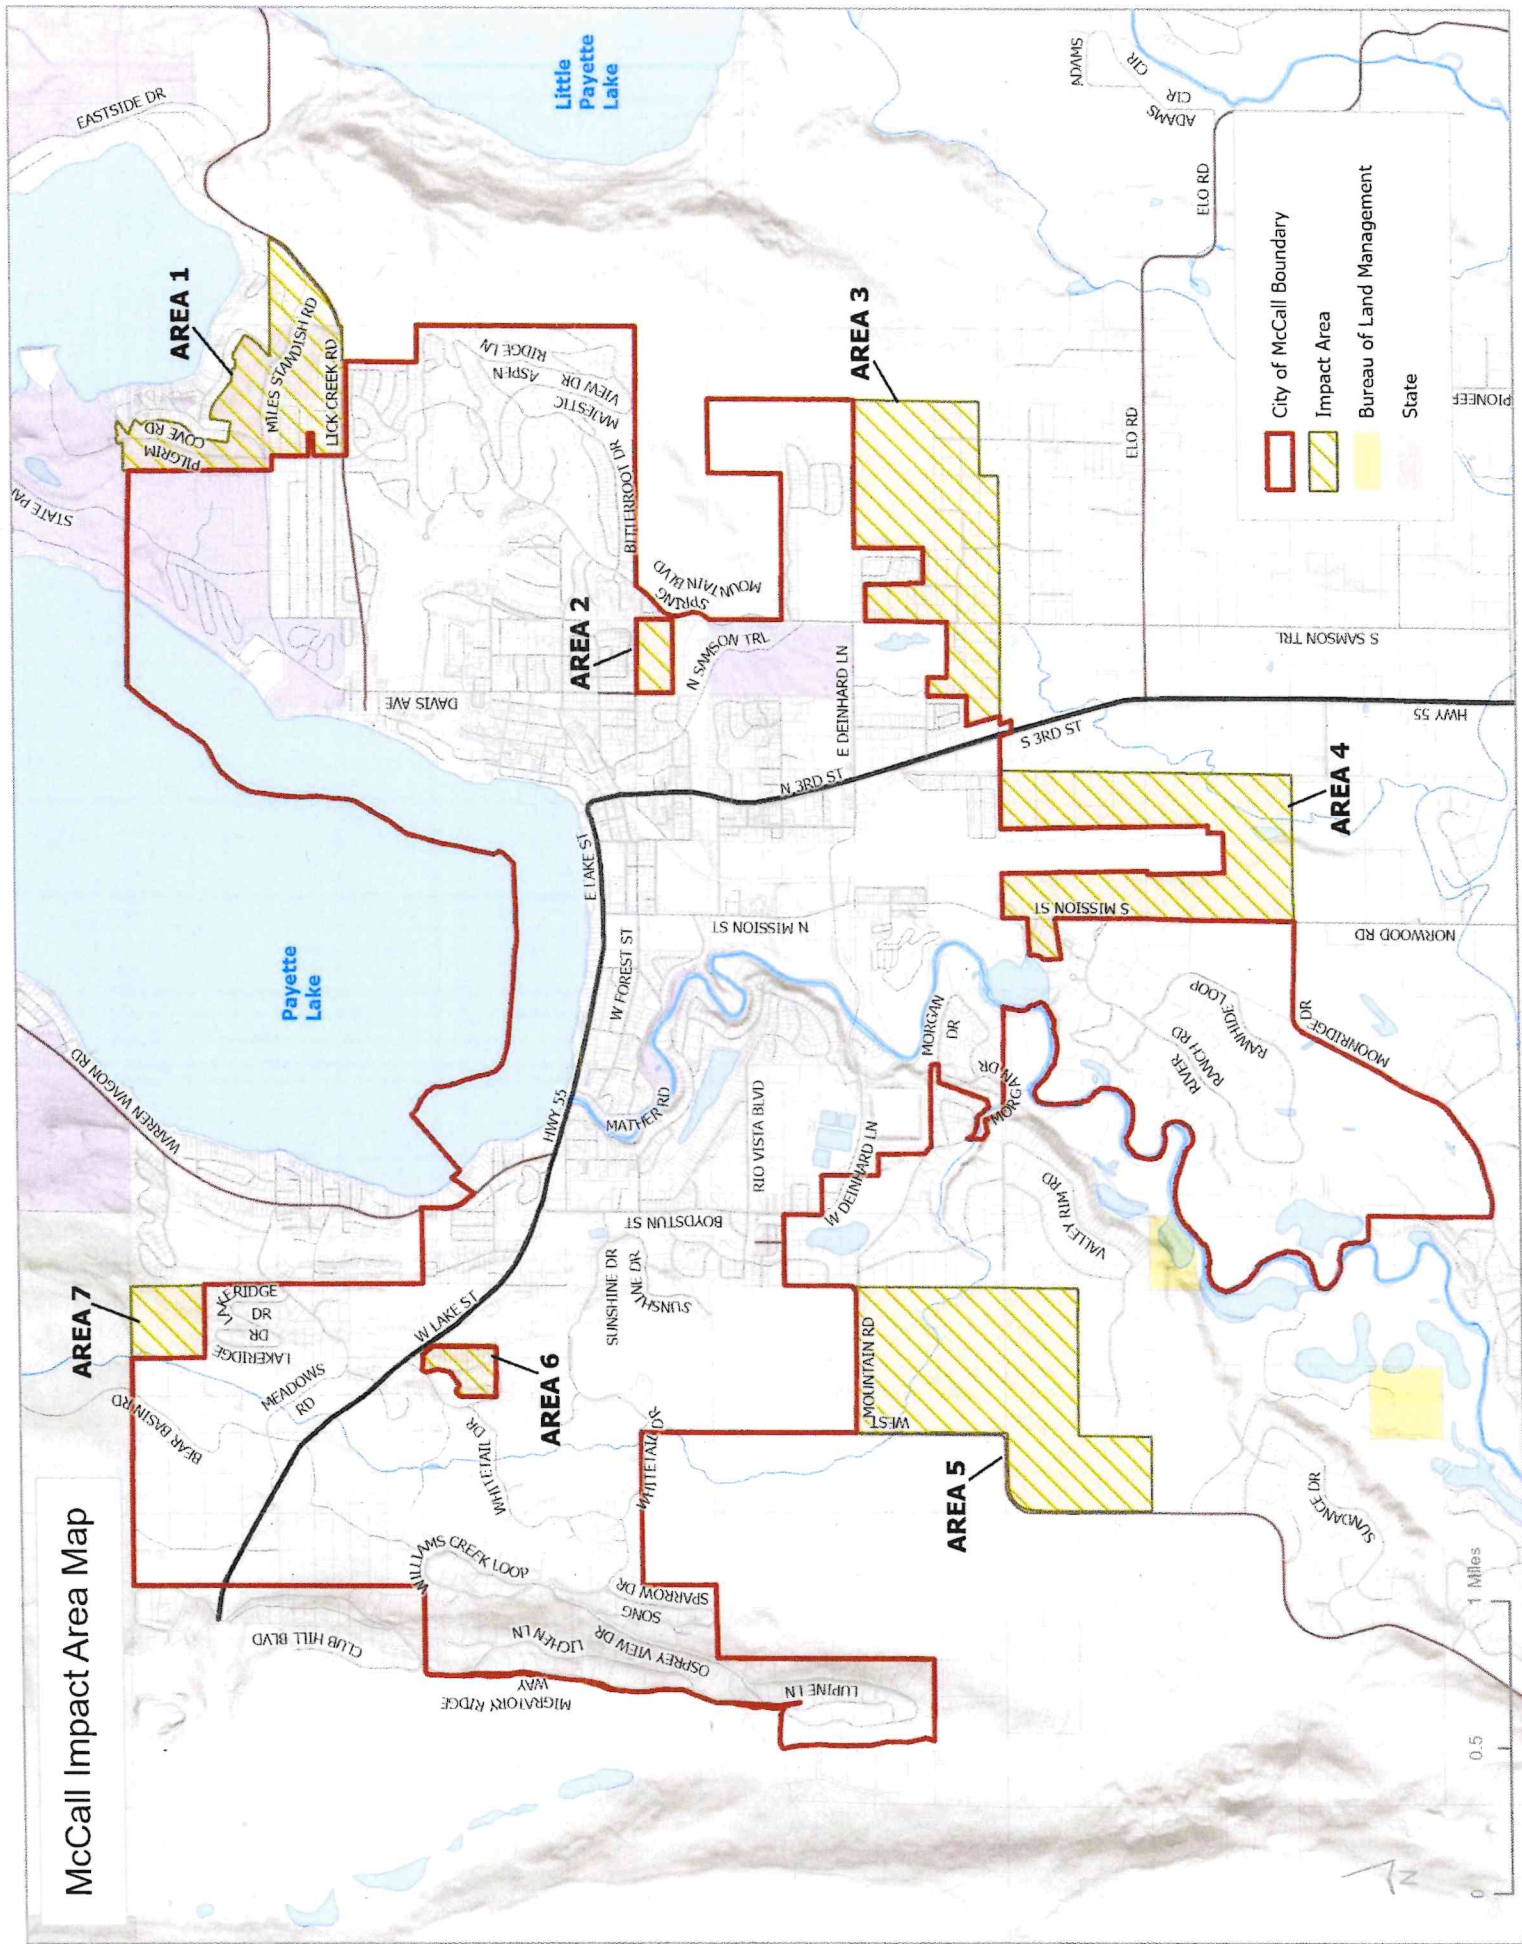 McCall Impact Area Map
AREA 7
BEAR BASIN RD
LAKERIDGE
DR
LAKERIDGE
DR
MEADOWS
RD
WARREN WAGON RD
Payette
Lake
STATE PA
PILGRIM
COVE RD
AREA 1
MILES STANDISH RD
LICK CREEK RD
EASTSIDE DR
Little
Payette
Lake
CLUB HILL BLVD
WILLIAMS CREEK LOOP
WHITETAIL DR
AREA 6
W LAKE ST
HWY 55
E LAKE ST
DAVIS AVE
RIDGE LN
ASPEN
VIEW DR
MAJESTIC
BITTERROOT DR
MIGRATORY RIDGE
WAY
LICHEN LN
OSPREY VIEW DR
SONG
SPARROW DR
WHITETAIL DR
SUNSHINE DR
SUNSHINE DR
BOYDSTUN ST
MATHER RD
W FOREST ST
N MISSION ST
AREA 2
SPRING
MOUNTAIN BLVD
N SAMSON TRL
LUPINE LN
RIO VISTA BLVD
W DEINHARD LN
N 3RD ST
E DEINHARD LN
AREA 3
WEST
MOUNTAIN RD
AREA 5
MORGAN
DR
MORGAN DR
VALLEY RIM RD
S MISSION ST
S 3RD ST
ELO RD
ELO RD
ADAMS
CIR
ADAMS
CIR
RIVER
RANCH RD
RAWHIDE LOOP
MOONRIDGE
DR
NORWOOD RD
AREA 4
HWY 55
S SAMSON TRL
PIONEER
SUNDANCE DR
City of McCall Boundary
Impact Area
Bureau of Land Management
State
N
0
0.5
1 Miles